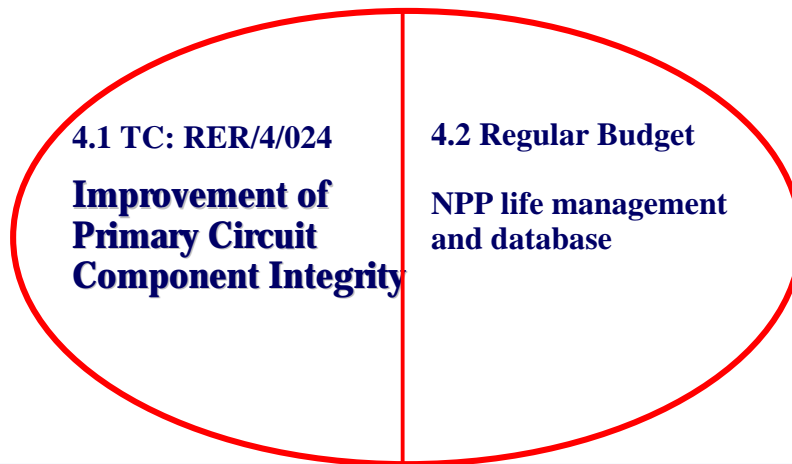 4.1 TC: RER/4/024
Improvement of
Primary Circuit
Component Integrity
4.2 Regular Budget
NPP life management
and database